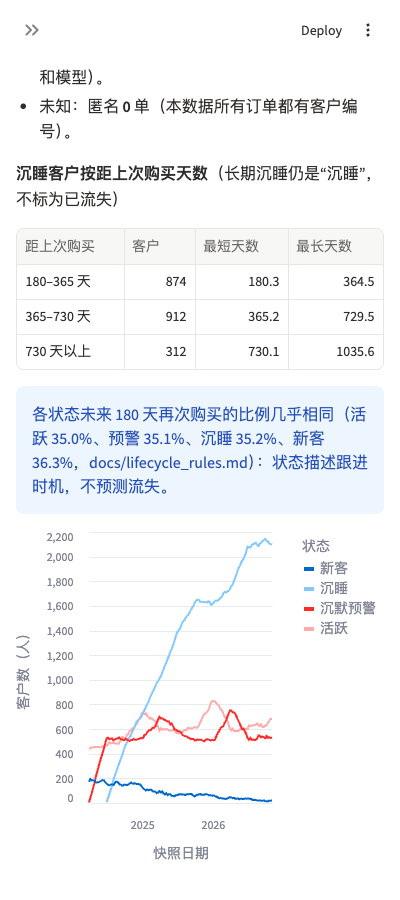 Deploy
和模型）。
• 未知：匿名 0 单（本数据所有订单都有客户编
号）。
沉睡客户按距上次购买天数（长期沉睡仍是“沉睡”，
不标为已流失）
距上次购买 客户 最短天数 最长天数
180–365 天 874 180.3 364.5
365–730 天 912 365.2 729.5
730 天以上 312 730.1 1035.6
各状态未来 180 天再次购买的比例几乎相同（活
跃 35.0%、预警 35.1%、沉睡 35.2%、新客
36.3%，docs/lifecycle_rules.md）：状态描述跟进
时机，不预测流失。
2,200
2,000
1,800
1,600
1,400
1,200
1,000
800
600
400
200
0
客户数（人）
2025 2026
快照日期
状态
新客
沉睡
沉默预警
活跃